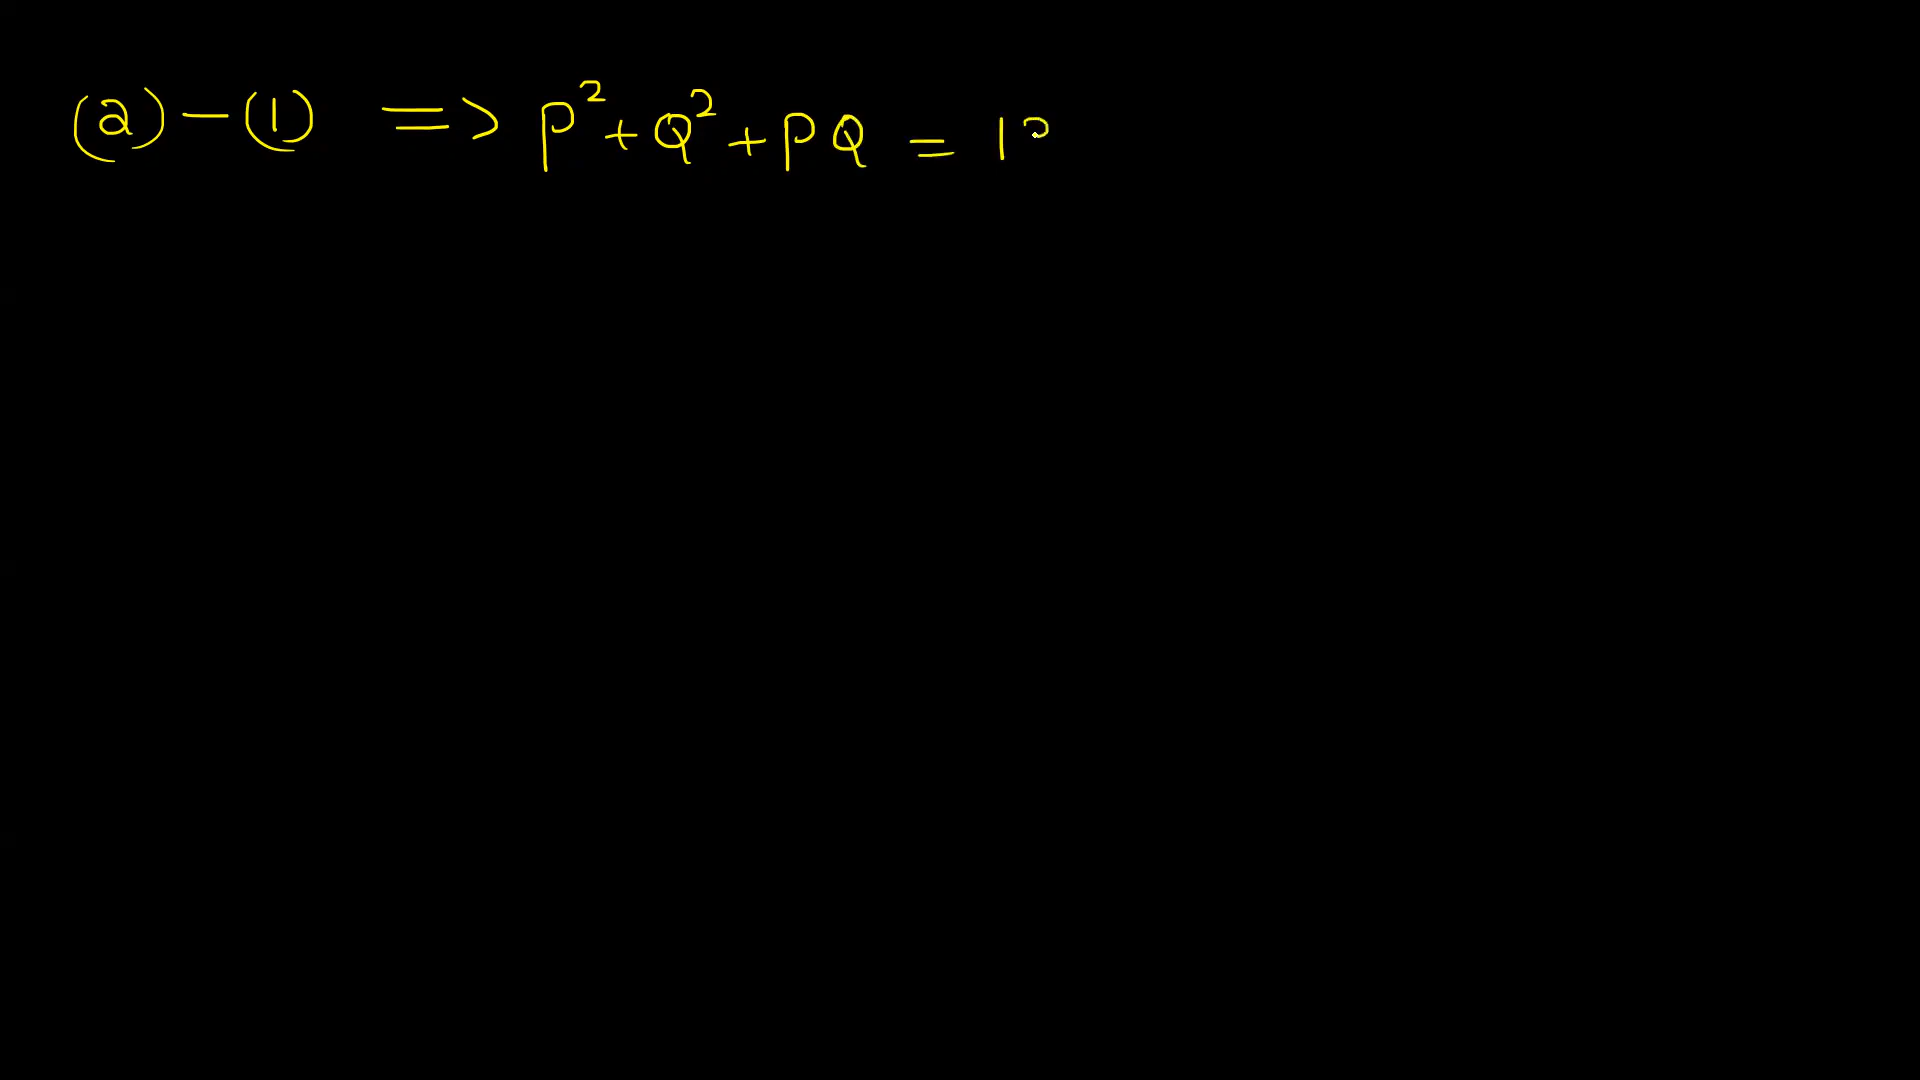 (2) - (1) => P² + Q² + PQ = 1